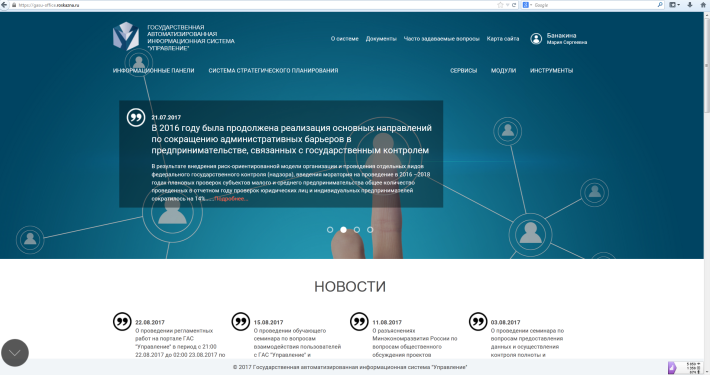 https://gasu-office.roskazna.ru
Google
ГОСУДАРСТВЕННАЯ
АВТОМАТИЗИРОВАННАЯ
ИНФОРМАЦИОННАЯ СИСТЕМА
"УПРАВЛЕНИЕ"
О системе Документы Часто задаваемые вопросы Карта сайта
Банакина
Мария Сергеевна
ИНФОРМАЦИОННЫЕ ПАНЕЛИ СИСТЕМА СТРАТЕГИЧЕСКОГО ПЛАНИРОВАНИЯ СЕРВИСЫ МОДУЛИ ИНСТРУМЕНТЫ
21.07.2017
В 2016 году была продолжена реализация основных направлений
по сокращению административных барьеров в
предпринимательстве, связанных с государственным контролем
В результате внедрения риск-ориентированной модели организации и проведения отдельных видов
федерального государственного контроля (надзора), введения моратория на проведение в 2016 –2018
годах плановых проверок субъектов малого и среднего предпринимательства общее количество
проведенных в отчетном году проверок юридических лиц и индивидуальных предпринимателей
сократилось на 14%......Подробнее...
НОВОСТИ
22.08.2017
О проведении регламентных
работ на портале ГАС
"Управление" в период с 21:00
22.08.2017 до 02:00 23.08.2017 по
15.08.2017
О проведении обучающего
семинара по вопросам
взаимодействия пользователей
с ГАС "Управление" и
11.08.2017
О разъяснениях
Минэкономразвития России по
вопросам общественного
обсуждения проектов
03.08.2017
О проведении семинара по
вопросам предоставления
данных и осуществления
контроля полноты и
© 2017 Государственная автоматизированная информационная система "Управление"